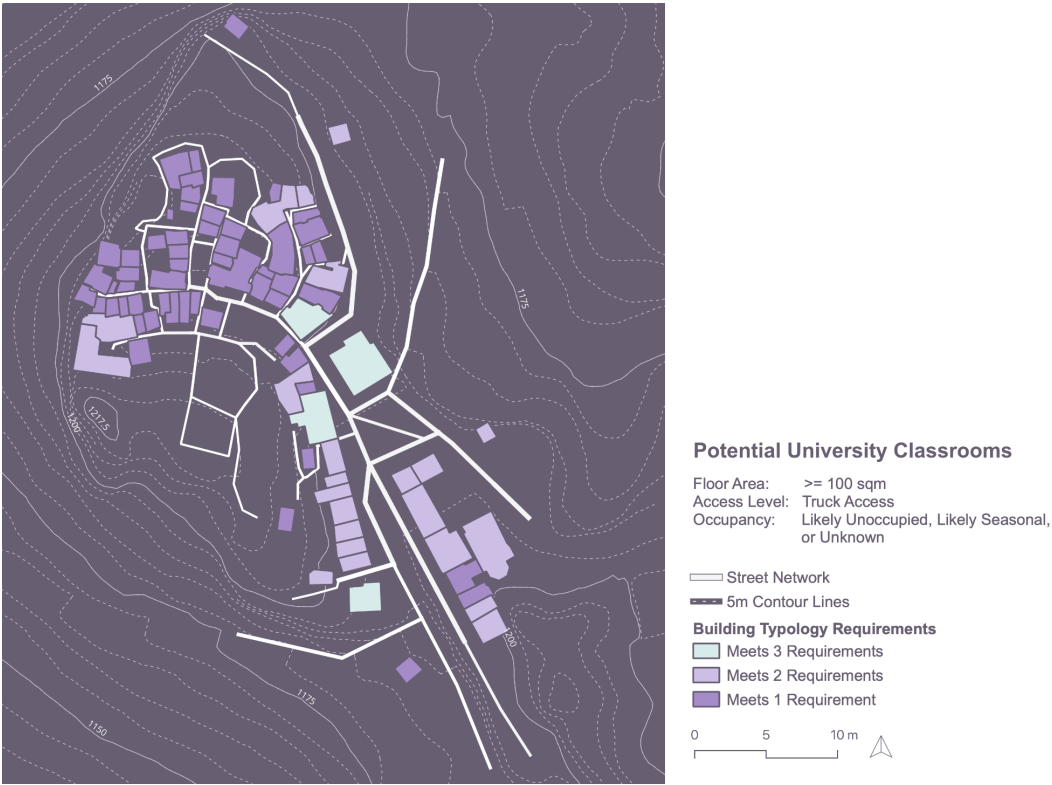 1175
1175
1217.5
1200
1200
1175
1150
Potential University Classrooms
Floor Area: >= 100 sqm
Access Level: Truck Access
Occupancy: Likely Unoccupied, Likely Seasonal,
or Unknown
Street Network
5m Contour Lines
Building Typology Requirements
Meets 3 Requirements
Meets 2 Requirements
Meets 1 Requirement
0 5 10 m